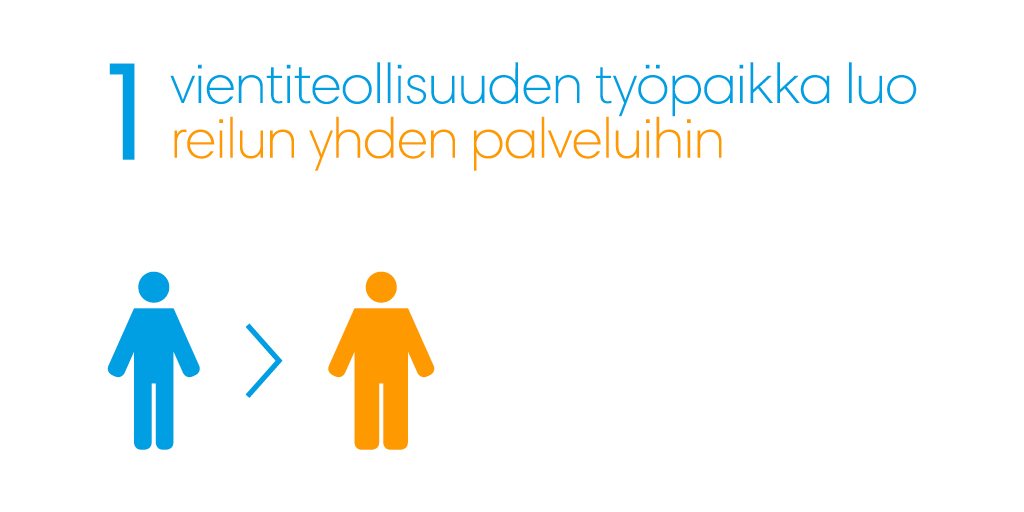 1 vientiteollisuuden työpaikka luo
reilun yhden palveluihin